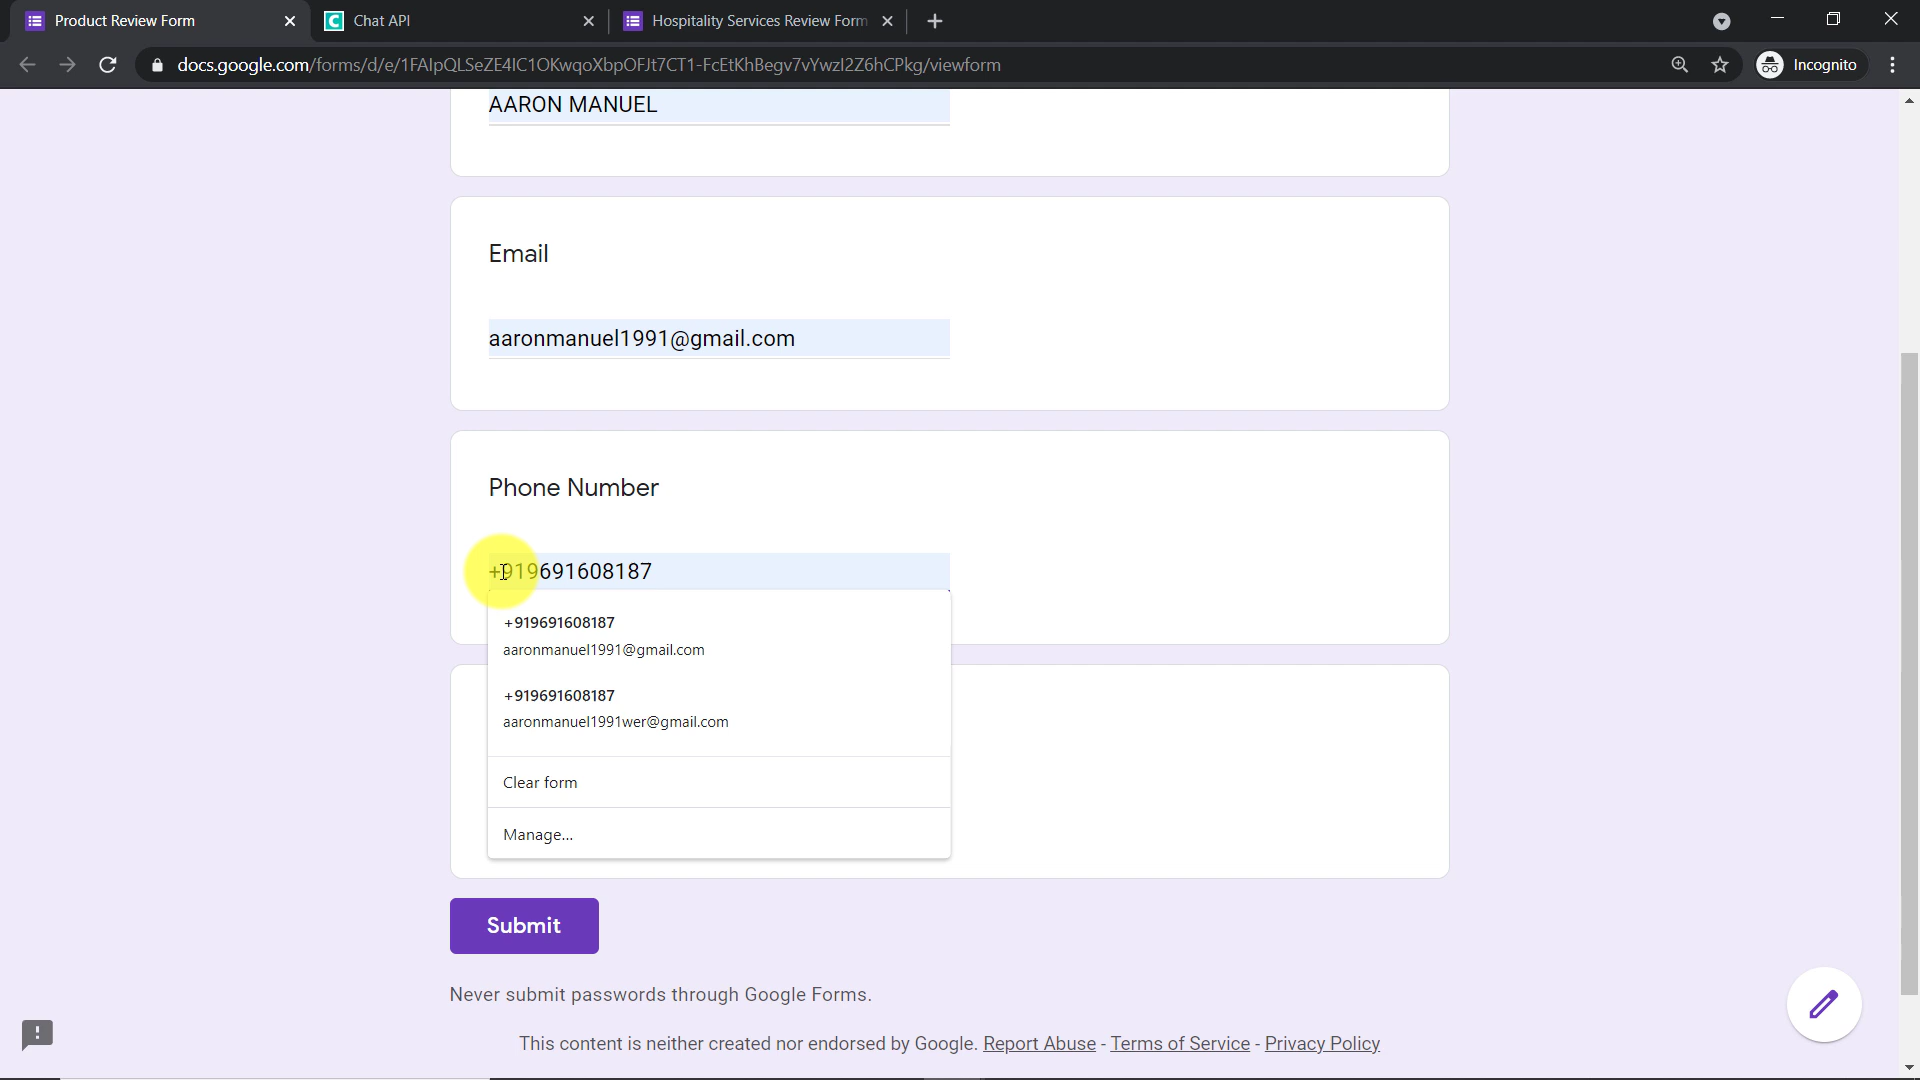 Product Review Form
Chat API
Hospitality Services Review Form
docs.google.com/forms/d/e/1FAIpQLSeZE4IC1OKwqoXbpOFJt7CT1-FcEtKhBegv7vYwzI2Z6hCPkg/viewform
Incognito
AARON MANUEL
Email
aaronmanuel1991@gmail.com
Phone Number
+919691608187
+919691608187
aaronmanuel1991@gmail.com
+919691608187
aaronmanuel1991wer@gmail.com
Clear form
Manage...
Submit
Never submit passwords through Google Forms.
This content is neither created nor endorsed by Google. Report Abuse - Terms of Service - Privacy Policy